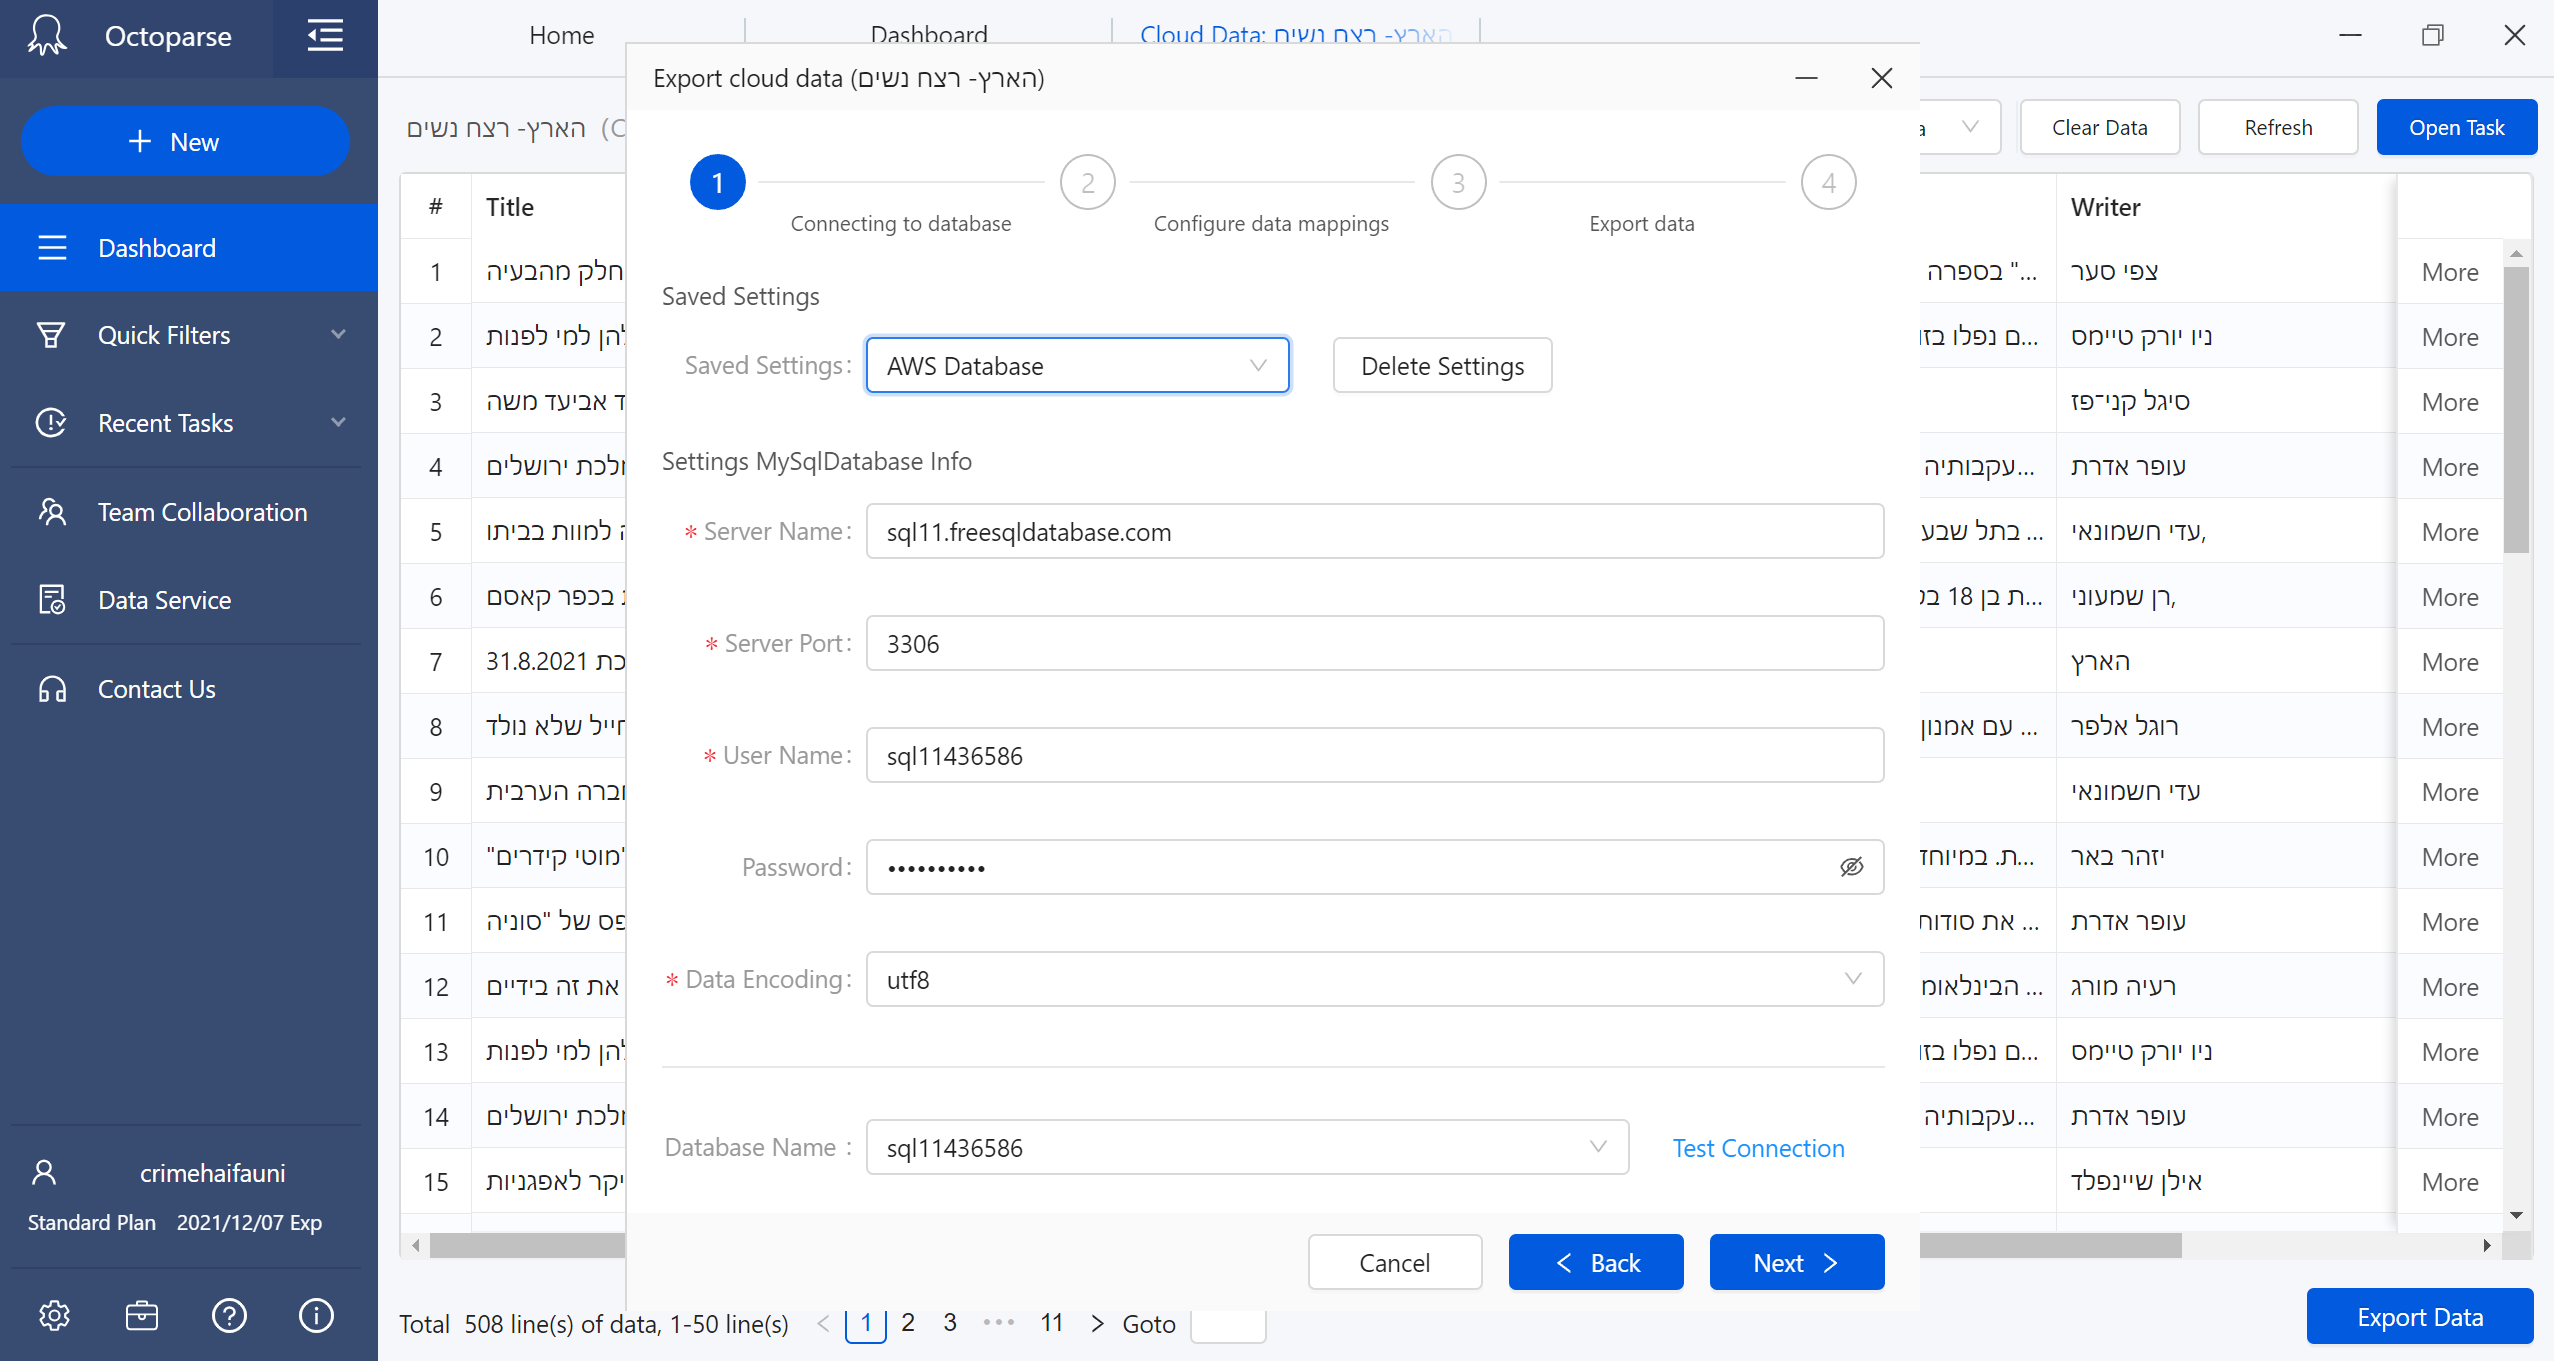 Octoparse
Home
Dashboard
Cloud Data: הארץ- רצח נשים
New
Dashboard
Quick Filters
Recent Tasks
Team Collaboration
Data Service
Contact Us
crimehaifauni
Standard Plan 2021/12/07 Exp
הארץ- רצח נשים (C
Clear Data
Refresh
Open Task
Export cloud data (הארץ- רצח נשים)
1 2 3 4
Connecting to database
Configure data mappings
Export data
Saved Settings
Saved Settings: AWS Database
Delete Settings
Settings MySqlDatabase Info
* Server Name: sql11.freesqldatabase.com
* Server Port: 3306
* User Name: sql11436586
Password: ••••••••••
* Data Encoding: utf8
Database Name : sql11436586
Test Connection
Cancel
Back
Next
# Title Writer
1 חלק מהבעיה ..." בספרה צפי סער More
2 להן למי לפנות ...ם נפלו בזו ניו יורק טיימס More
3 ד אביעד משה סיגל קני־פז More
4 מלכת ירושלים ...עקבותיה עופר אדרת More
5 ה למוות בביתו ... בתל שבע עדי חשמונאי, More
6 בכפר קאסם ...ת בן 18 רן שמעוני, More
7 כת 31.8.2021 הארץ More
8 חייל שלא נולד ... עם אמנון רוגל אלפר More
9 חברה הערבית עדי חשמונאי More
10 "מוטי קידרים" ...ת. במיוחד יזהר באר More
11 פס של "סוניה ... את סודות עופר אדרת More
12 את זה בידיים ... הבינלאומ רעיה מורג More
13 להן למי לפנות ...ם נפלו בזו ניו יורק טיימס More
14 מלכת ירושלים ...עקבותיה עופר אדרת More
15 יקר לאפגניות אילן שיינפלד More
Total 508 line(s) of data, 1-50 line(s) < 1 2 3 ••• 11 > Goto
Export Data